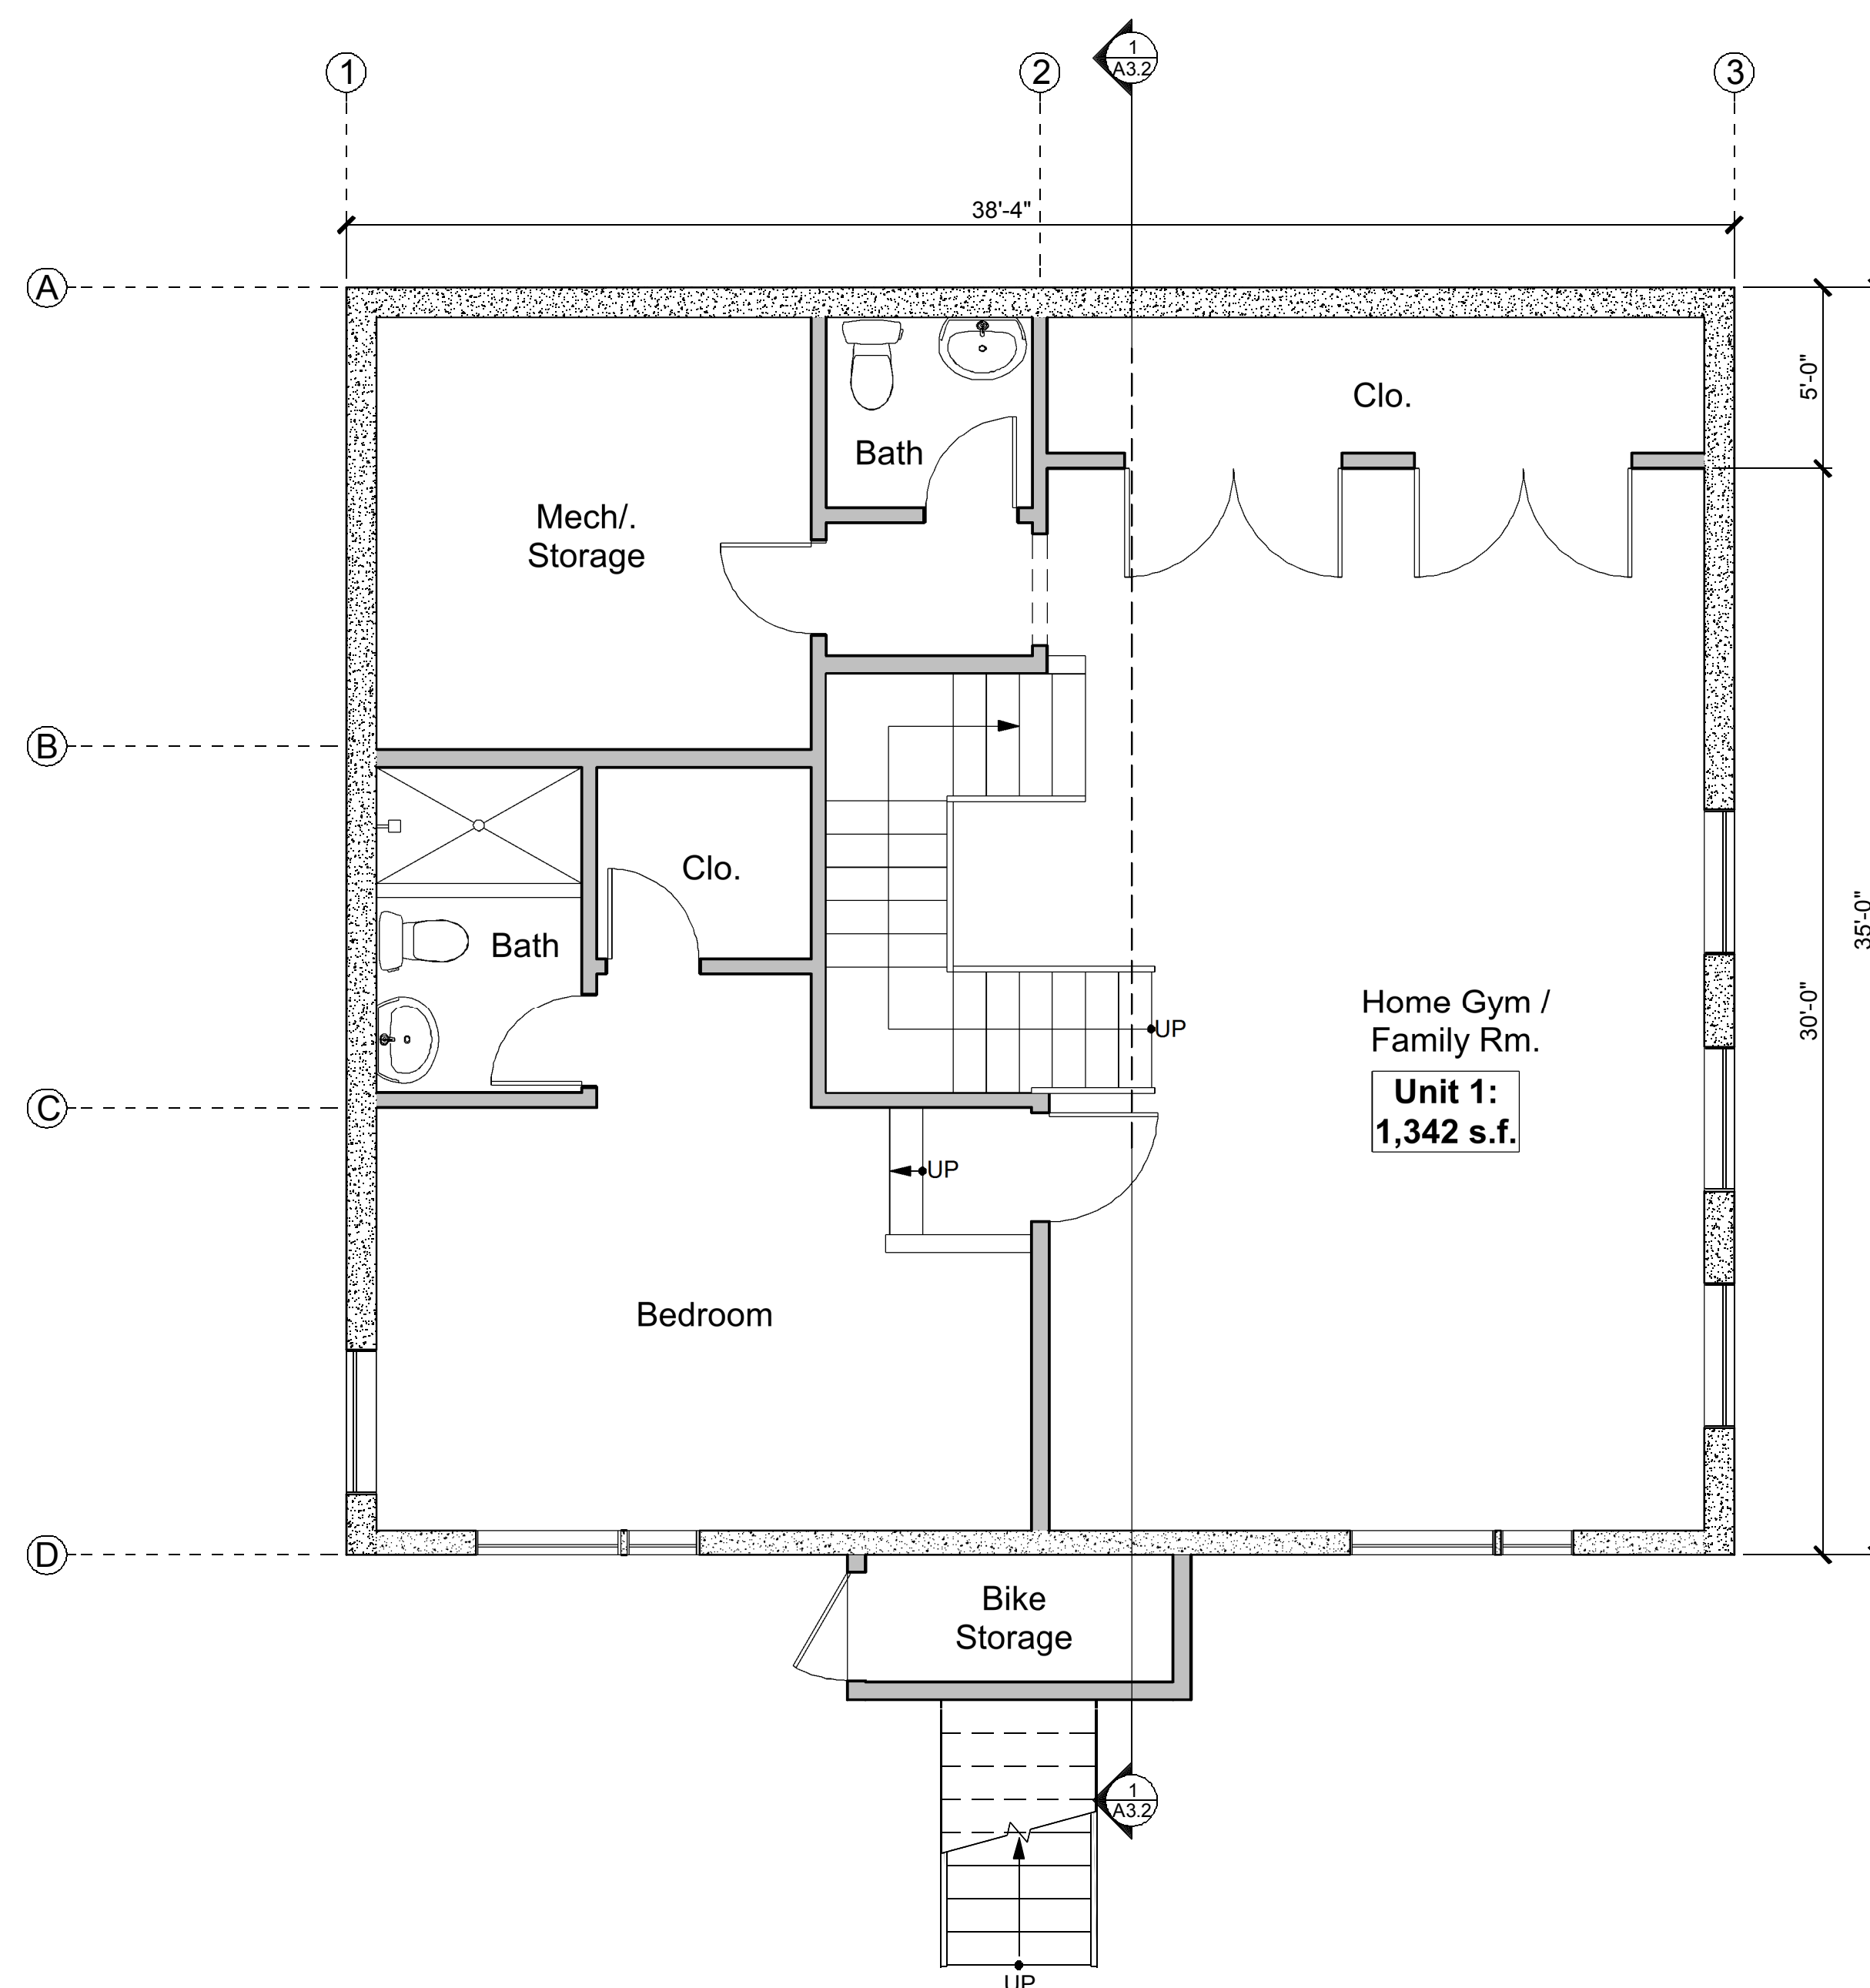 1
2
1
A3.2
3
38'-4"
A
5'-0"
Clo.
Bath
Mech/.
Storage
B
Clo.
35'-0"
Bath
Home Gym /
Family Rm.
30'-0"
UP
Unit 1:
1,342 s.f.
C
UP
Bedroom
D
Bike
Storage
1
A3.2
UP